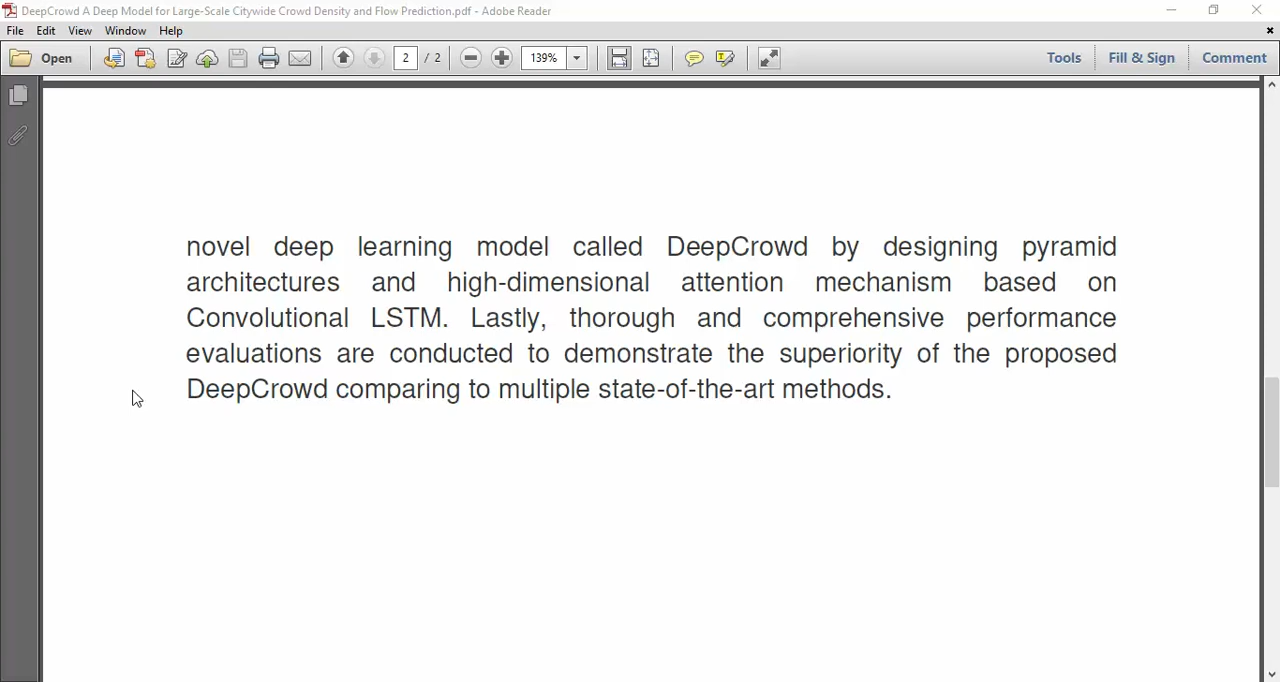 DeepCrowd A Deep Model for Large-Scale Citywide Crowd Density and Flow Prediction.pdf - Adobe Reader
File Edit View Window Help
Open 2 / 2 139% Tools Fill & Sign Comment
novel deep learning model called DeepCrowd by designing pyramid
architectures and high-dimensional attention mechanism based on
Convolutional LSTM. Lastly, thorough and comprehensive performance
evaluations are conducted to demonstrate the superiority of the proposed
DeepCrowd comparing to multiple state-of-the-art methods.